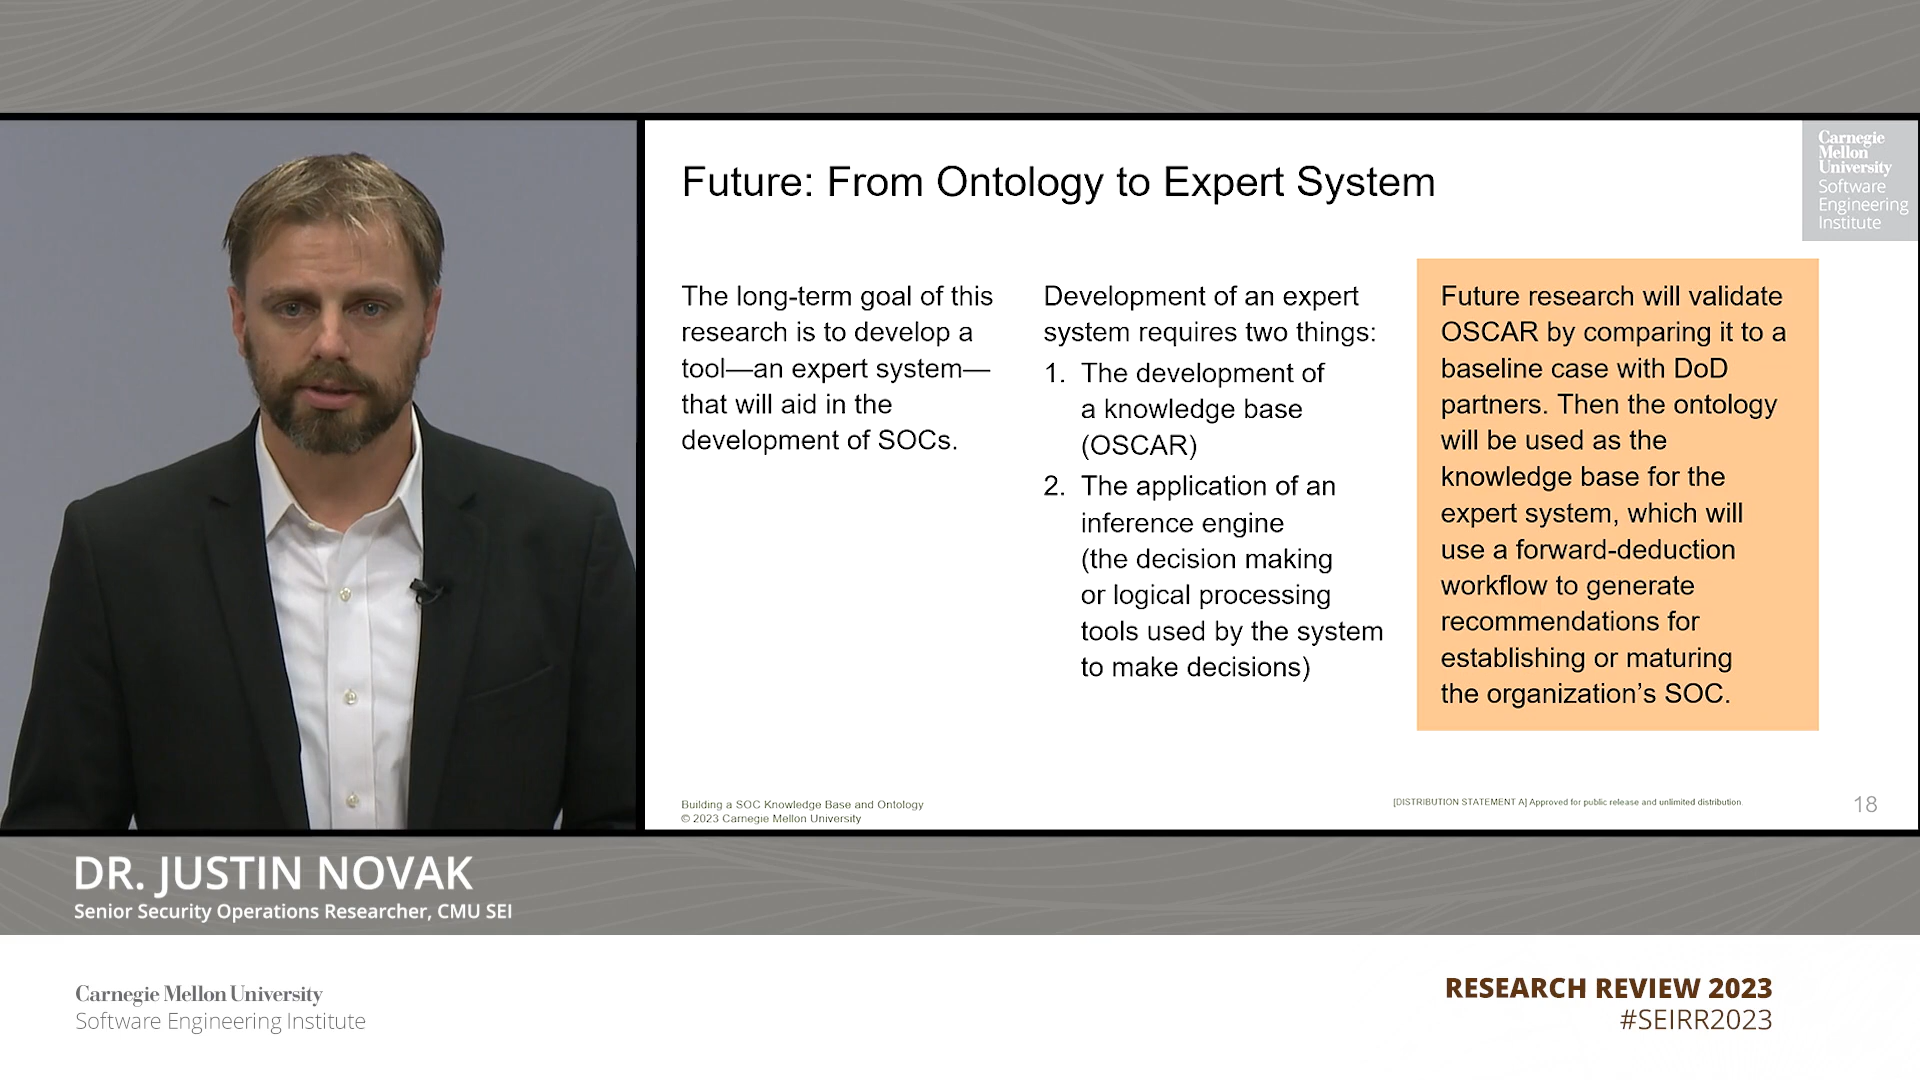 Carnegie
Mellon
University
Software
Engineering
Institute
Future: From Ontology to Expert System
The long-term goal of this
research is to develop a
tool—an expert system—
that will aid in the
development of SOCs.
Development of an expert
system requires two things:
1. The development of
a knowledge base
(OSCAR)
2. The application of an
inference engine
(the decision making
or logical processing
tools used by the system
to make decisions)
Future research will validate
OSCAR by comparing it to a
baseline case with DoD
partners. Then the ontology
will be used as the
knowledge base for the
expert system, which will
use a forward-deduction
workflow to generate
recommendations for
establishing or maturing
the organization’s SOC.
Building a SOC Knowledge Base and Ontology
© 2023 Carnegie Mellon University
[DISTRIBUTION STATEMENT A] Approved for public release and unlimited distribution.
18
DR. JUSTIN NOVAK
Senior Security Operations Researcher, CMU SEI
Carnegie Mellon University
Software Engineering Institute
RESEARCH REVIEW 2023
#SEIRR2023